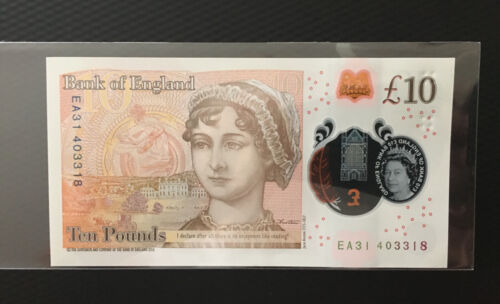 Bank of England
10
£10
EA31 403318
Ten Pounds
I declare after all there is no enjoyment like reading!
EA31 403318